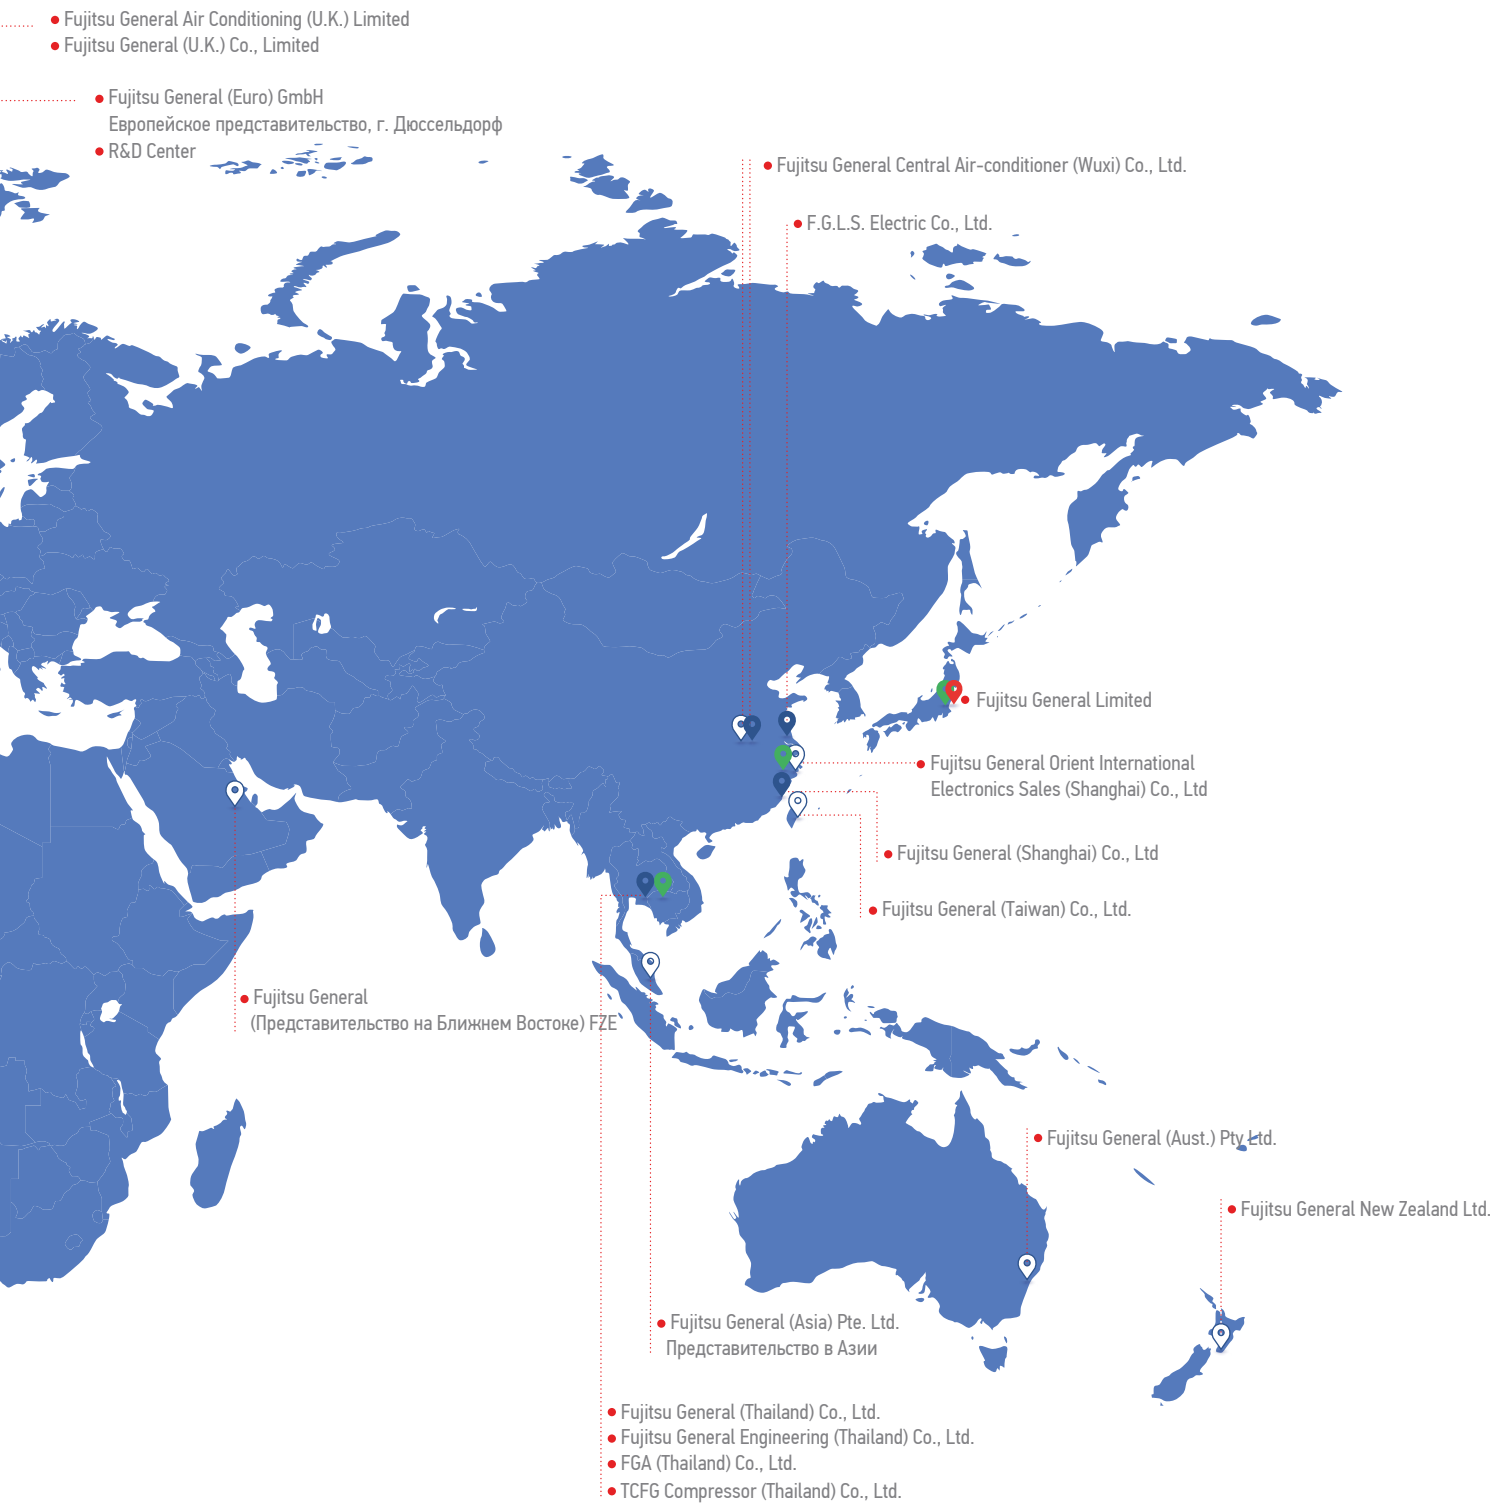 Fujitsu General Air Conditioning (U.K.) Limited
Fujitsu General (U.K.) Co., Limited
Fujitsu General (Euro) GmbH
Европейское представительство, г. Дюссельдорф
R&D Center
Fujitsu General Central Air-conditioner (Wuxi) Co., Ltd.
F.G.L.S. Electric Co., Ltd.
Fujitsu General Limited
Fujitsu General Orient International
Electronics Sales (Shanghai) Co., Ltd
Fujitsu General (Shanghai) Co., Ltd
Fujitsu General (Taiwan) Co., Ltd.
Fujitsu General
(Представительство на Ближнем Востоке) FZE
Fujitsu General (Aust.) Pty Ltd.
Fujitsu General New Zealand Ltd.
Fujitsu General (Asia) Pte. Ltd.
Представительство в Азии
Fujitsu General (Thailand) Co., Ltd.
Fujitsu General Engineering (Thailand) Co., Ltd.
FGA (Thailand) Co., Ltd.
TCFG Compressor (Thailand) Co., Ltd.